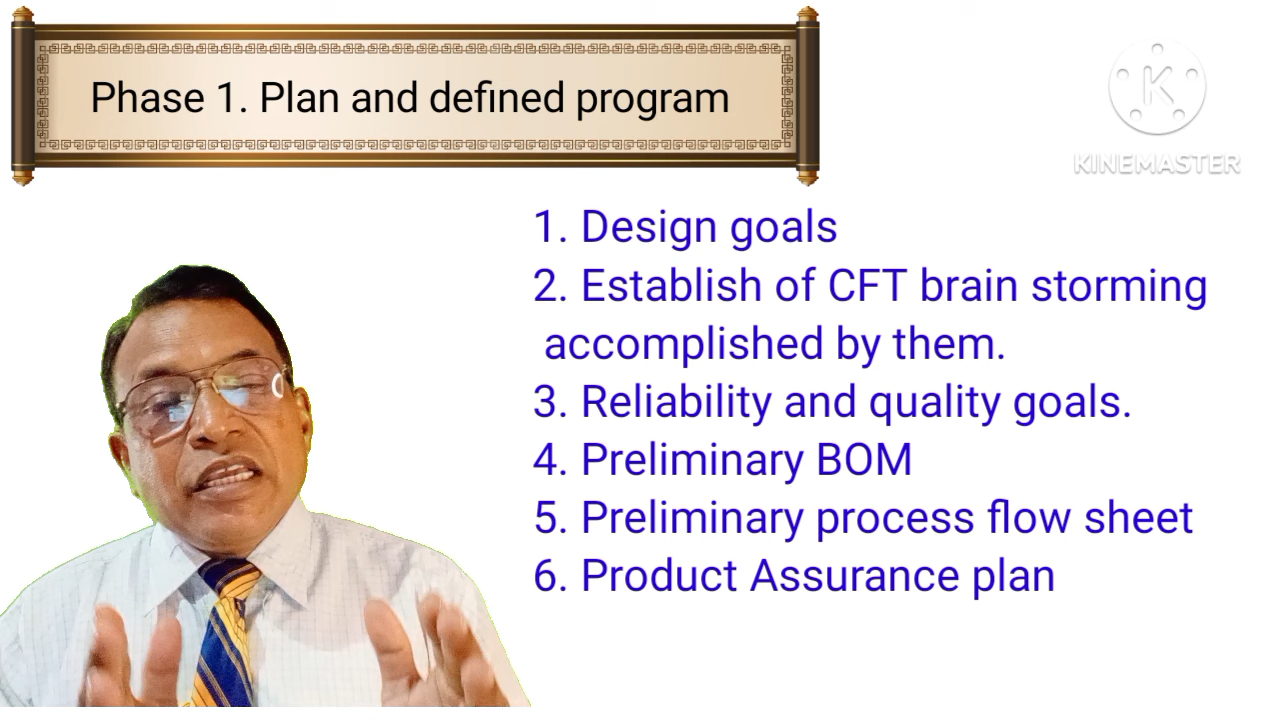 Phase 1. Plan and defined program
KINEMASTER
1. Design goals
2. Establish of CFT brain storming
accomplished by them.
3. Reliability and quality goals.
4. Preliminary BOM
5. Preliminary process flow sheet
6. Product Assurance plan